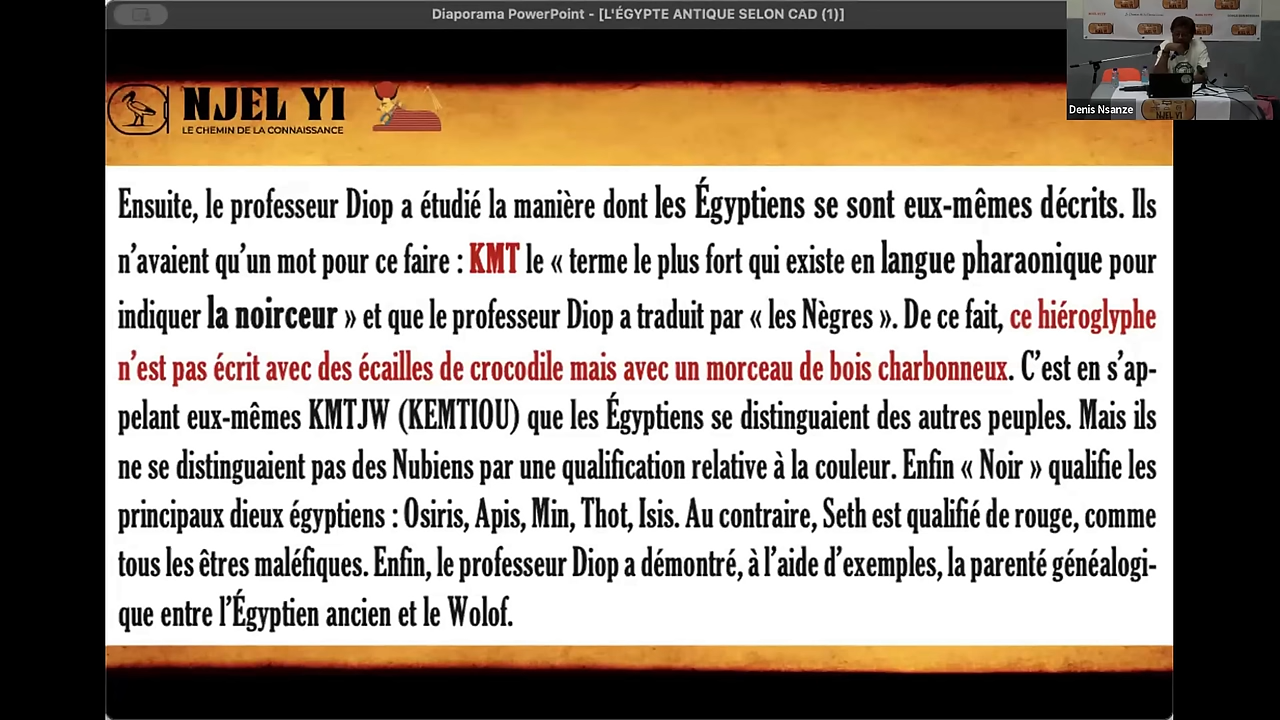 Diaporama PowerPoint - [L'ÉGYPTE ANTIQUE SELON CAD (1)]
NJEL YI
LE CHEMIN DE LA CONNAISSANCE
Denis Nsanze
NJEL YI
Ensuite, le professeur Diop a étudié la manière dont les Égyptiens se sont eux-mêmes décrits. Ils
n'avaient qu'un mot pour ce faire : KMT le « terme le plus fort qui existe en langue pharaonique pour
indiquer la noirceur » et que le professeur Diop a traduit par « les Nègres ». De ce fait, ce hiéroglyphe
n'est pas écrit avec des écailles de crocodile mais avec un morceau de bois charbonneux. C'est en s'ap-
pelant eux-mêmes KMTJW (KEMTIOU) que les Égyptiens se distinguaient des autres peuples. Mais ils
ne se distinguaient pas des Nubiens par une qualification relative à la couleur. Enfin « Noir » qualifie les
principaux dieux égyptiens : Osiris, Apis, Min, Thot, Isis. Au contraire, Seth est qualifié de rouge, comme
tous les êtres maléfiques. Enfin, le professeur Diop a démontré, à l'aide d'exemples, la parenté généalogi-
que entre l'Égyptien ancien et le Wolof.